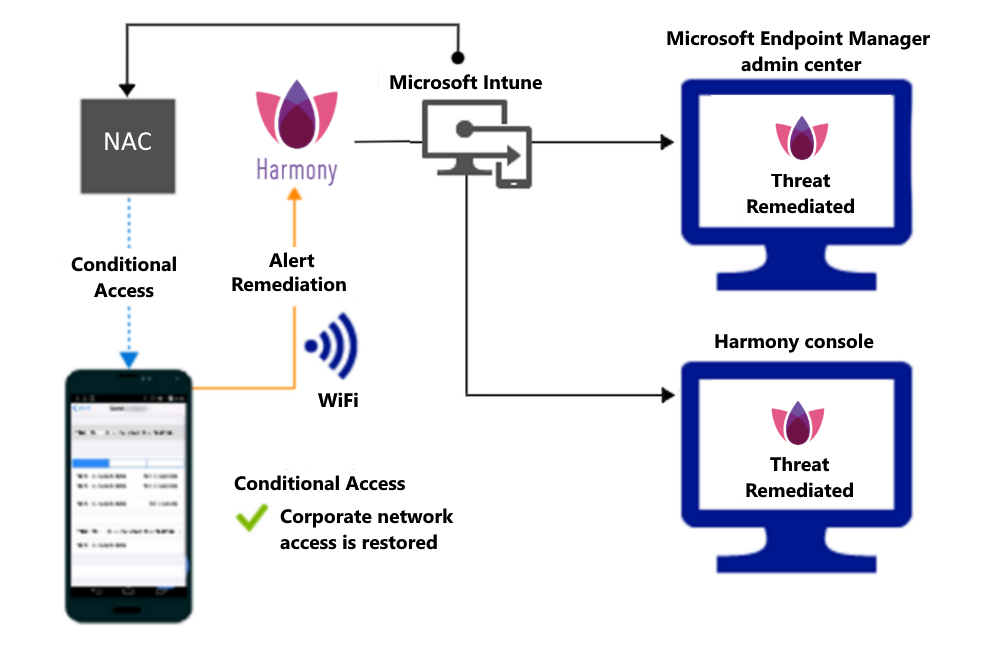 Microsoft Endpoint Manager
admin center
Microsoft Intune
NAC
Harmony
Threat
Remediated
Conditional
Access
Alert
Remediation
WiFi
Harmony console
Threat
Remediated
Conditional Access
Corporate network
access is restored